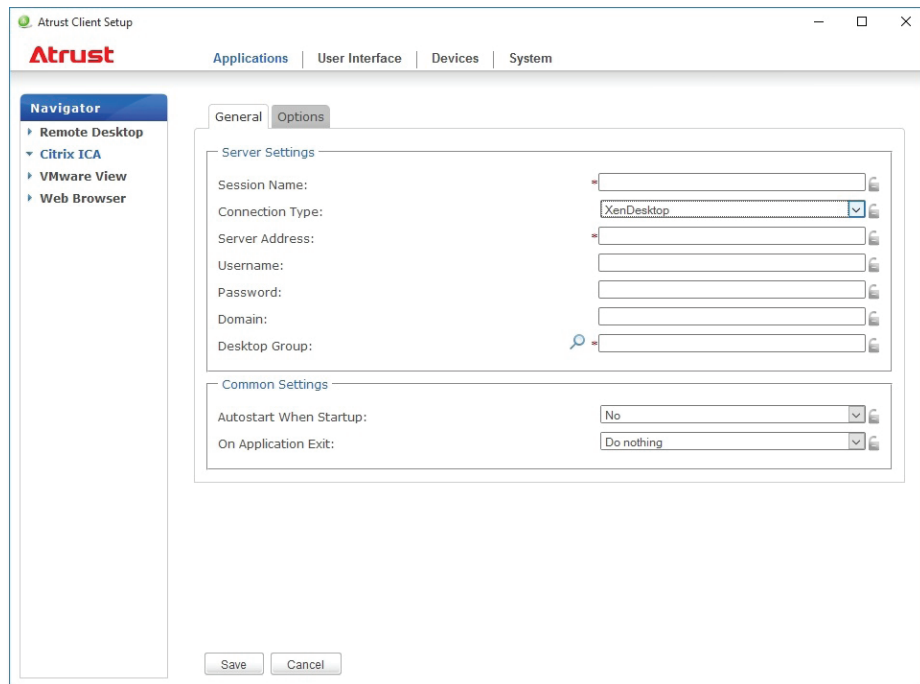 Atrust Client Setup
Atrust
Applications User Interface Devices System
Navigator
Remote Desktop
Citrix ICA
VMware View
Web Browser
General Options
Server Settings
Session Name: *
Connection Type: XenDesktop
Server Address: *
Username:
Password:
Domain:
Desktop Group: *
Common Settings
Autostart When Startup: No
On Application Exit: Do nothing
Save Cancel